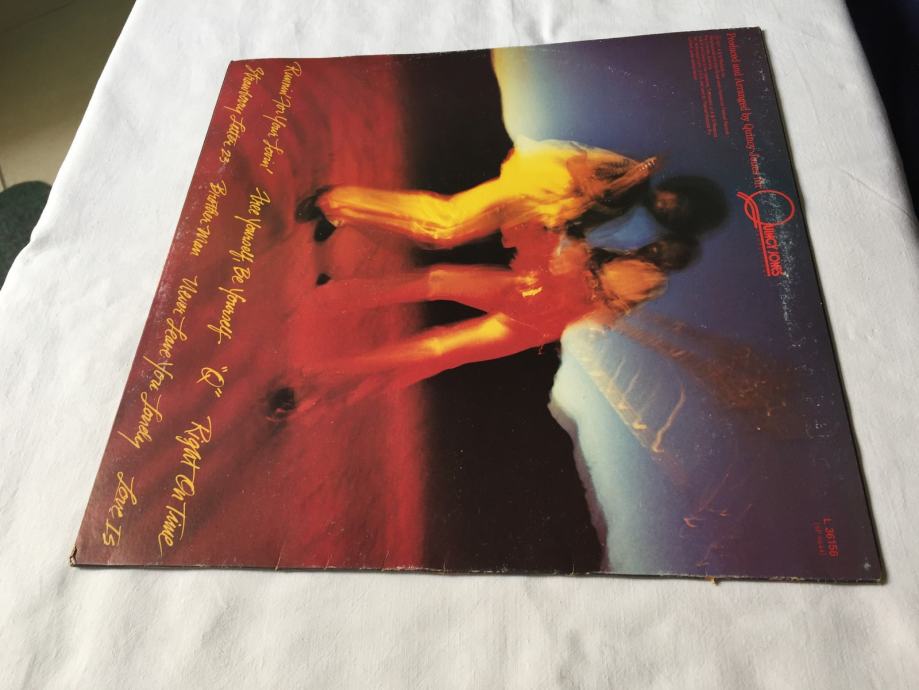 Produced and Arranged by Quincy Jones for
QUINCY JONES
L 36156
Runnin' For Your Lovin' Free Yourself, Be Yourself "Q" Right On Time
Strawberry Letter 23 Brother Man Never Leave You Lonely Love Is